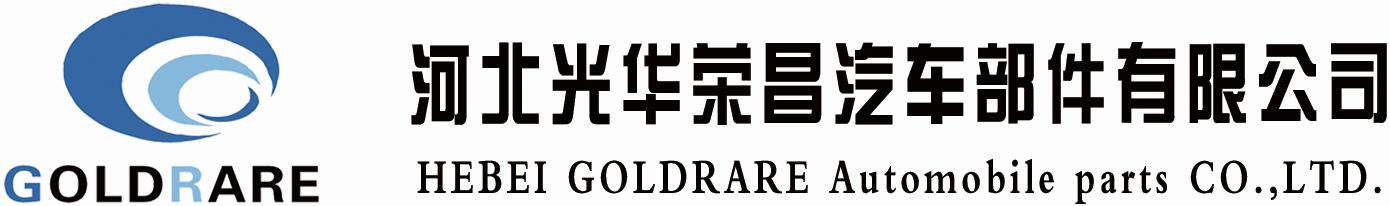 GOLDRARE
河北光华荣昌汽车部件有限公司
HEBEI GOLDRARE Automobile parts CO.,LTD.